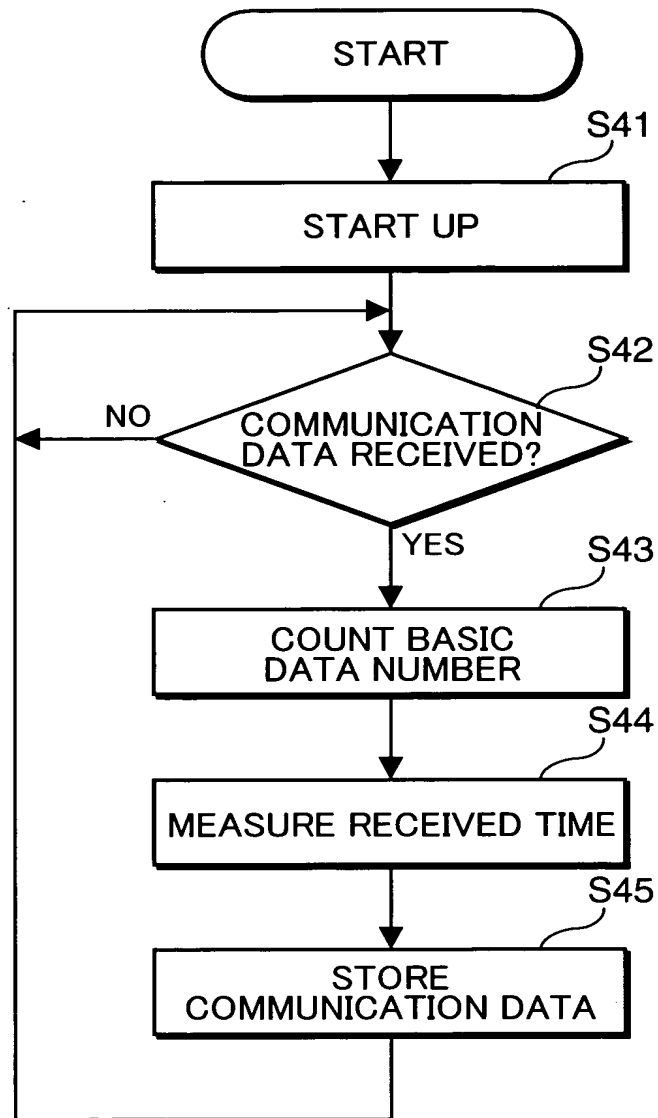 START
S41
START UP
S42
COMMUNICATION
DATA RECEIVED?
NO
YES
S43
COUNT BASIC
DATA NUMBER
S44
MEASURE RECEIVED TIME
S45
STORE
COMMUNICATION DATA